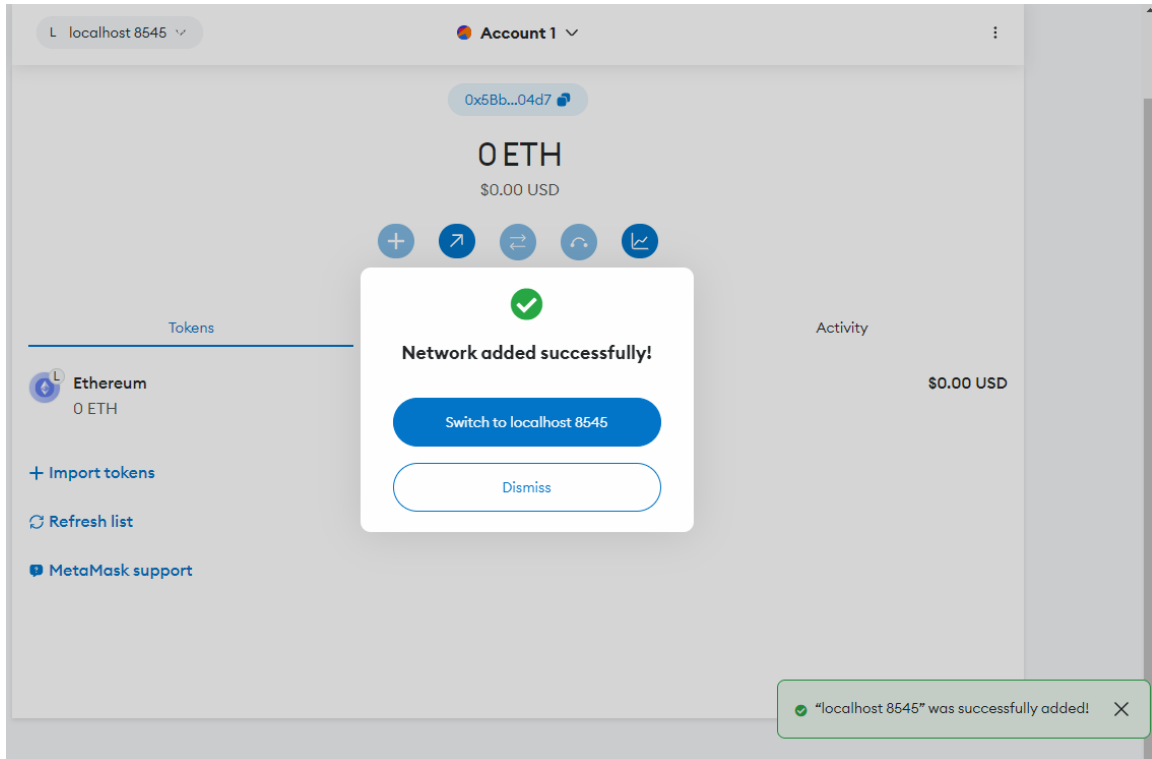 L localhost 8545
Account 1
0x5Bb...04d7
0 ETH
$0.00 USD
Tokens
Activity
L
Ethereum
$0.00 USD
0 ETH
Network added successfully!
Switch to localhost 8545
Dismiss
+ Import tokens
Refresh list
MetaMask support
“localhost 8545” was successfully added!